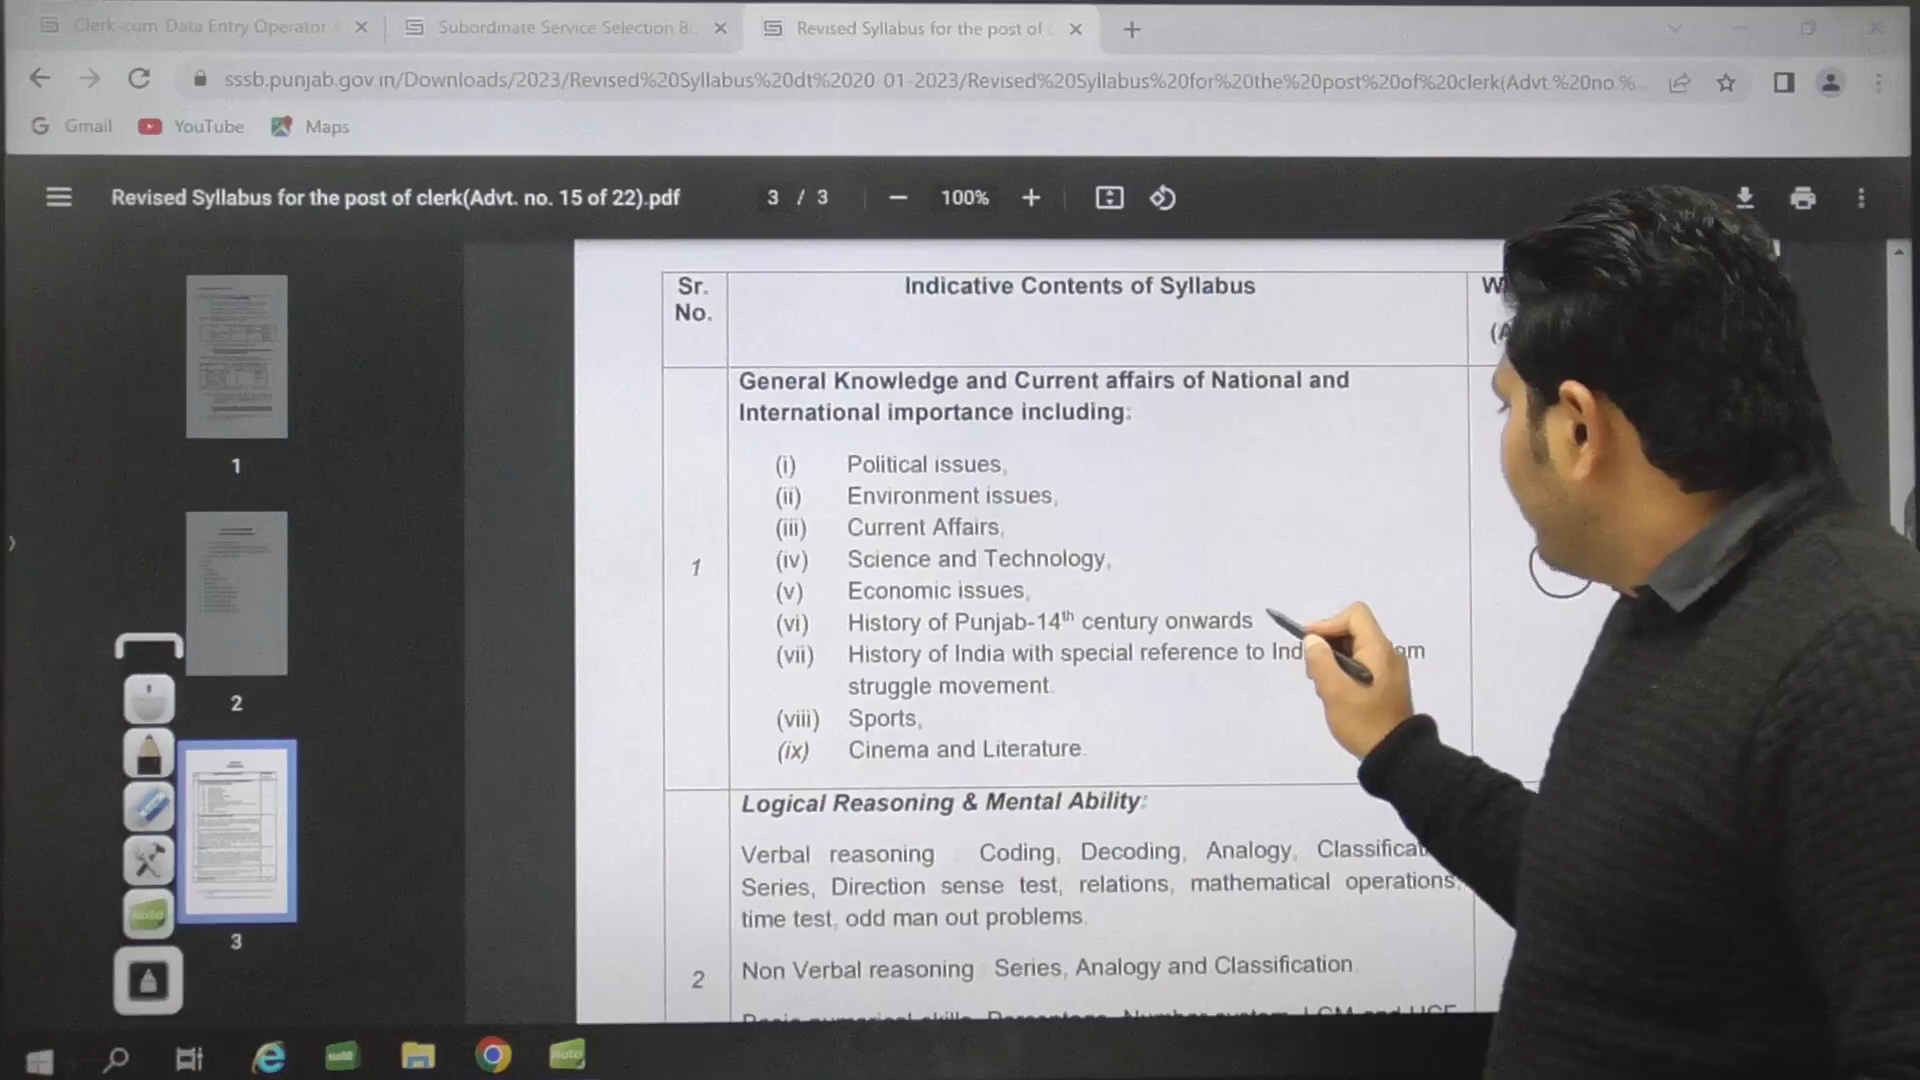 Clerk cum Data Entry Operator
Subordinate Service Selection B
Revised Syllabus for the post of
sssb.punjab.gov.in/Downloads/2023/Revised%20Syllabus%20dt%2020 01-2023/Revised%20Syllabus%20for%20the%20post%20of%20clerk(Advt.%20no.%
Gmail YouTube Maps
Revised Syllabus for the post of clerk(Advt. no. 15 of 22).pdf 3 / 3 100%
Sr. No.
Indicative Contents of Syllabus
W
(A
1
General Knowledge and Current affairs of National and
International importance including:
(i) Political issues,
(ii) Environment issues,
(iii) Current Affairs,
(iv) Science and Technology,
(v) Economic issues,
(vi) History of Punjab-14th century onwards
(vii) History of India with special reference to Ind om
struggle movement.
(viii) Sports,
(ix) Cinema and Literature.
2
Logical Reasoning & Mental Ability:
Verbal reasoning Coding, Decoding, Analogy, Classificat
Series, Direction sense test, relations, mathematical operations,
time test, odd man out problems.
Non Verbal reasoning Series, Analogy and Classification
1
2
3
Note
Note
Note